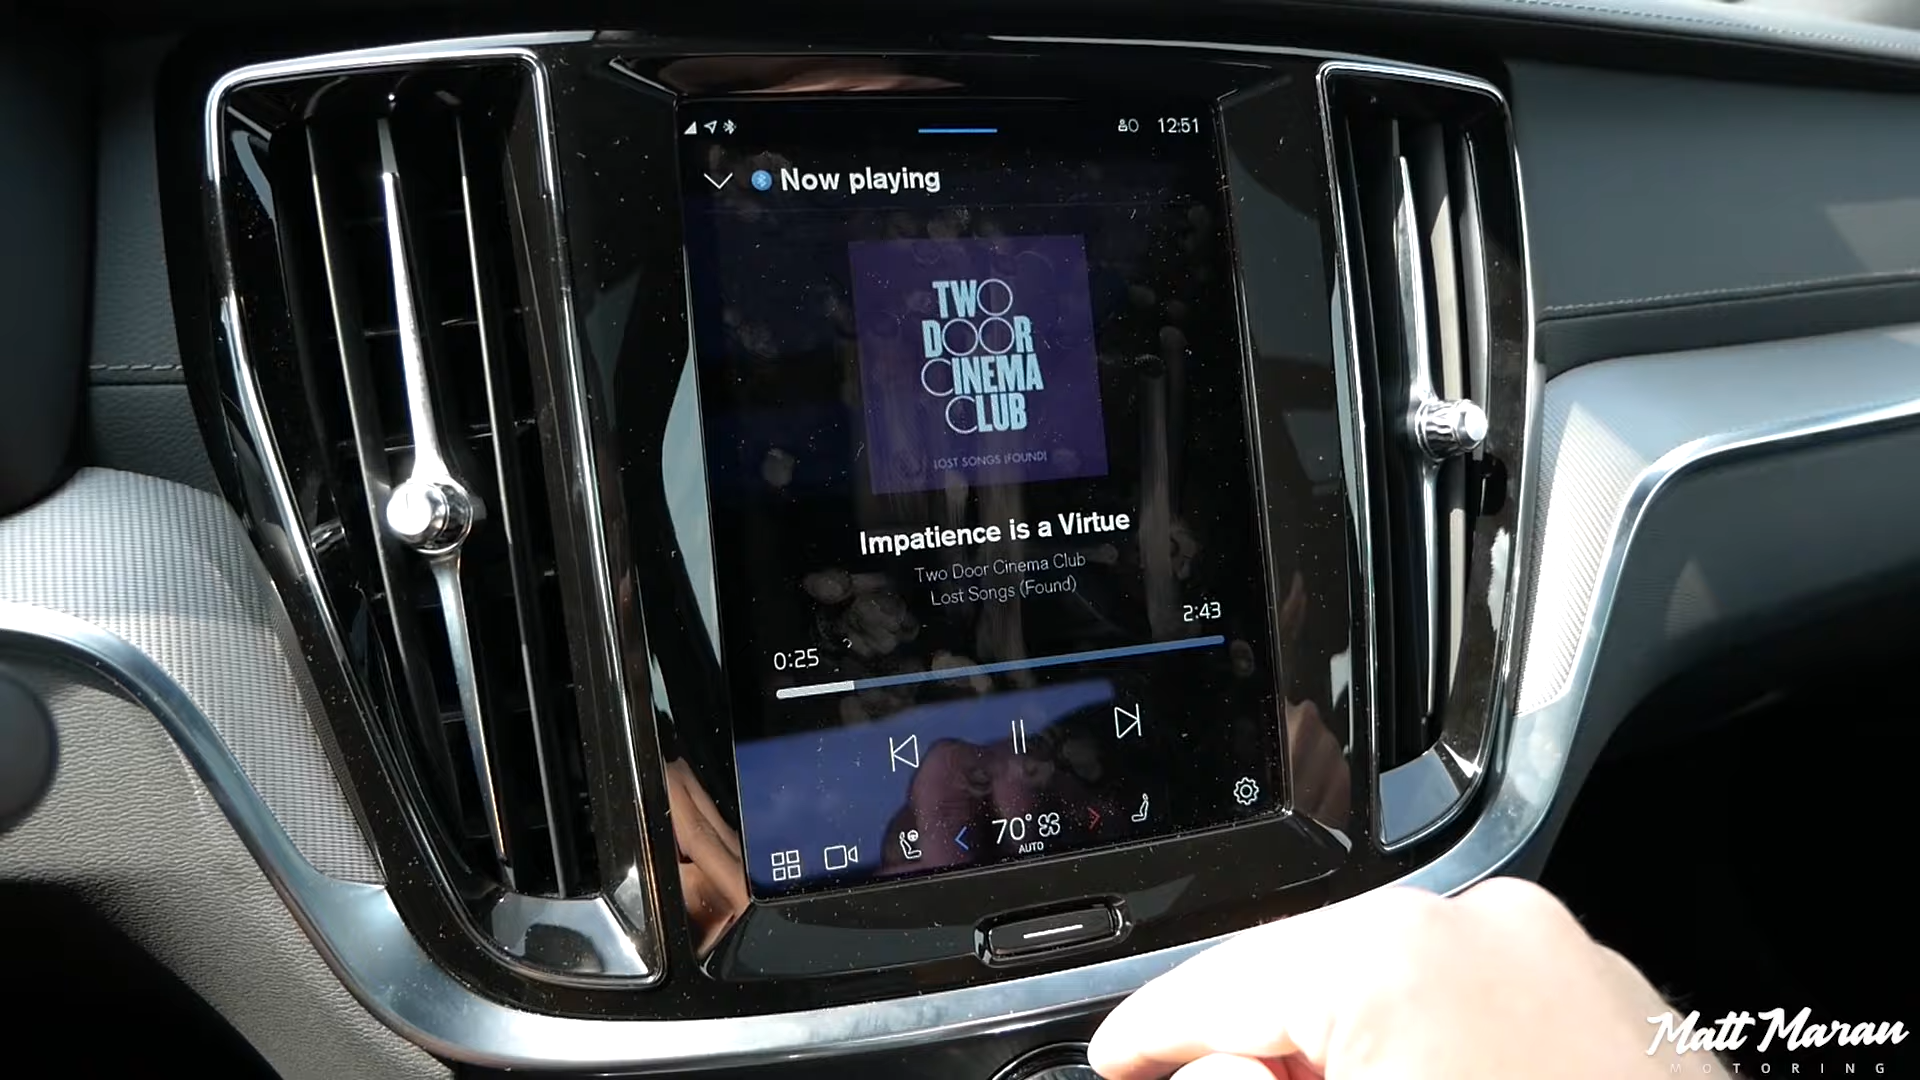 12:51
Now playing
TWO
DOOR
CINEMA
CLUB
LOST SONGS (FOUND)
Impatience is a Virtue
Two Door Cinema Club
Lost Songs (Found)
2:43
0:25
70°
AUTO
Matt Maran
MOTORING